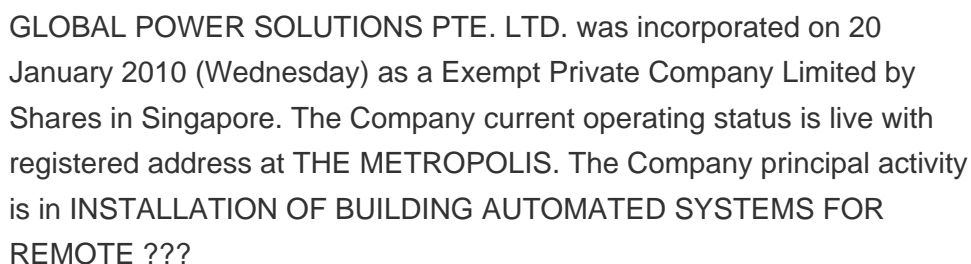 GLOBAL POWER SOLUTIONS PTE. LTD. was incorporated on 20
January 2010 (Wednesday) as a Exempt Private Company Limited by
Shares in Singapore. The Company current operating status is live with
registered address at THE METROPOLIS. The Company principal activity
is in INSTALLATION OF BUILDING AUTOMATED SYSTEMS FOR
REMOTE ???